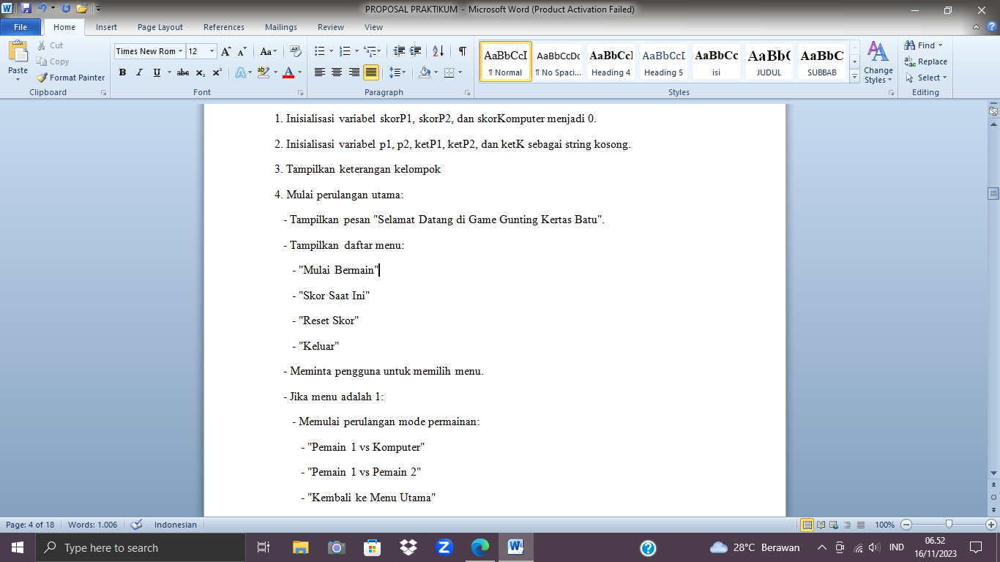 PROPOSAL PRAKTIKUM - Microsoft Word (Product Activation Failed)
File Home Insert Page Layout References Mailings Review View
Paste
Cut
Copy
Format Painter
Clipboard
Times New Rom 12
Font
Paragraph
AaBbCcI AaBbCcDc AaBbCcI AaBbCcI AaBbCc AaBb( AaBbC
¶ Normal ¶ No Spaci... Heading 4 Heading 5 isi JUDUL SUBBAB
Change Styles
Styles
Find
Replace
Select
Editing
1. Inisialisasi variabel skorP1, skorP2, dan skorKomputer menjadi 0.
2. Inisialisasi variabel p1, p2, ketP1, ketP2, dan ketK sebagai string kosong.
3. Tampilkan keterangan kelompok
4. Mulai perulangan utama:
- Tampilkan pesan "Selamat Datang di Game Gunting Kertas Batu".
- Tampilkan daftar menu:
- "Mulai Bermain"
- "Skor Saat Ini"
- "Reset Skor"
- "Keluar"
- Meminta pengguna untuk memilih menu.
- Jika menu adalah 1:
- Memulai perulangan mode permainan:
- "Pemain 1 vs Komputer"
- "Pemain 1 vs Pemain 2"
- "Kembali ke Menu Utama"
Page: 4 of 18 Words: 1.006 Indonesian 100%
Type here to search
28°C Berawan
IND
06.52
16/11/2023